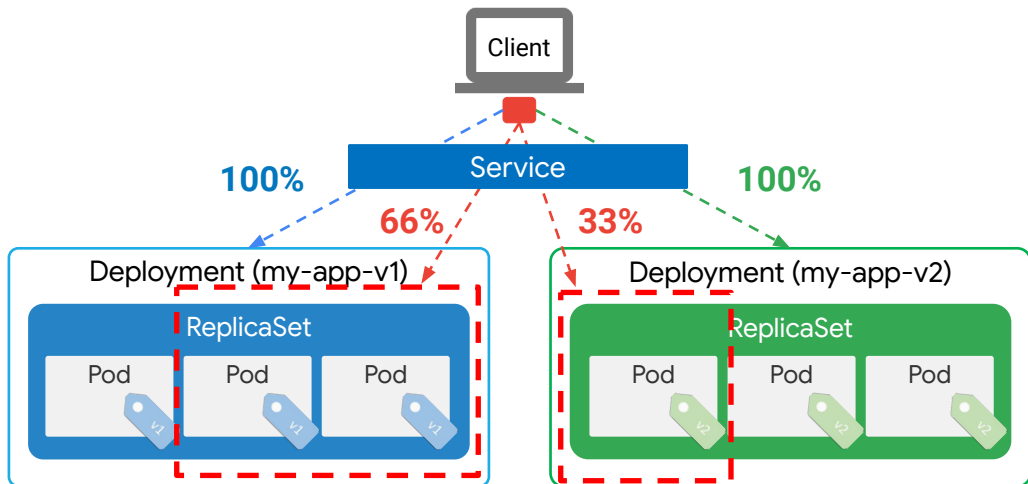 Client
Service
100%
100%
66%
33%
Deployment (my-app-v1)
Deployment (my-app-v2)
ReplicaSet
ReplicaSet
Pod
Pod
Pod
Pod
Pod
Pod
v1
v1
v1
v2
v2
v2